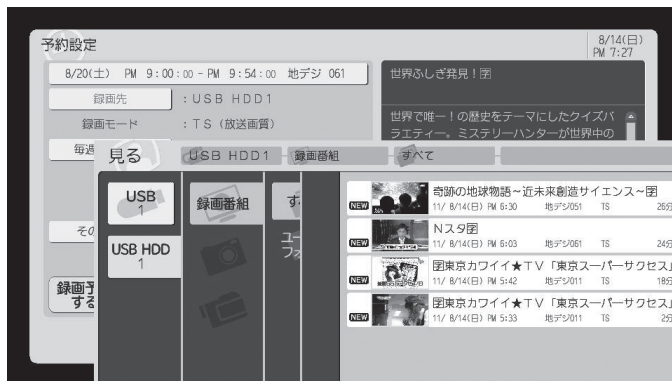 予約設定
8/14(日)
PM 7:27
8/20(土) PM 9:00:00 - PM 9:54:00 地デジ 061
録画先 : USB HDD1
録画モード : TS (放送画質)
毎週
世界ふしぎ発見!🈑
世界で唯一!の歴史をテーマにしたクイズバ
ラエティー。ミステリーハンターが世界中の
見る
USB HDD1
録画番組
すべて
USB
1
USB HDD
1
録画番組
その
録画予
する
NEW
奇跡の地球物語~近未来創造サイエンス~🈑
11/ 8/14(日) PM 6:30 地デジ051 TS 26分
NEW
Nスタ🈑
11/ 8/14(日) PM 6:03 地デジ061 TS 24分
NEW
🈑東京カワイイ★TV「東京スーパーサクセス」
11/ 8/14(日) PM 5:42 地デジ011 TS 18分
NEW
🈑東京カワイイ★TV「東京スーパーサクセス」
11/ 8/14(日) PM 5:33 地デジ011 TS 2分